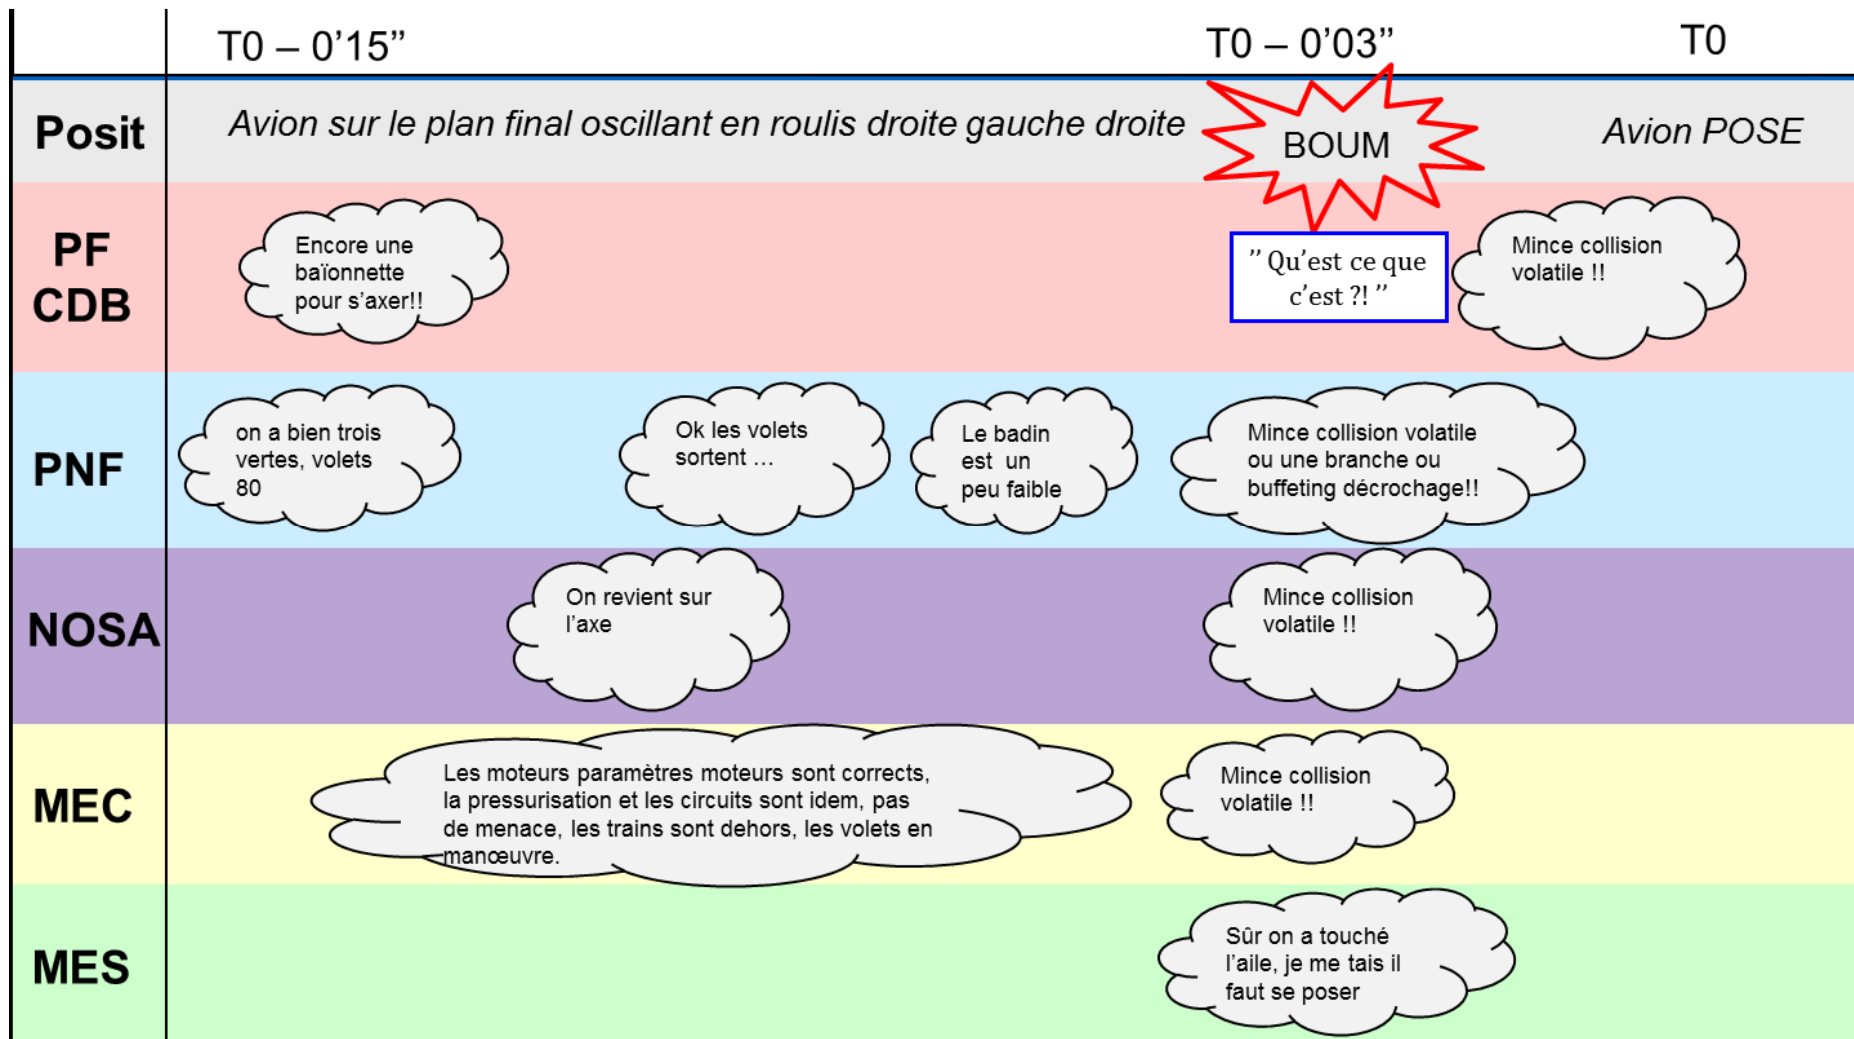 T0 – 0’15’’
T0 – 0’03’’
T0
Posit
Avion sur le plan final oscillant en roulis droite gauche droite
BOUM
Avion POSE
PF
CDB
Encore une
baïonnette
pour s’axer!!
’’ Qu’est ce que
c’est ?! ’’
Mince collision
volatile !!
PNF
on a bien trois
vertes, volets
80
Ok les volets
sortent …
Le badin
est un
peu faible
Mince collision volatile
ou une branche ou
buffeting décrochage!!
NOSA
On revient sur
l’axe
Mince collision
volatile !!
MEC
Les moteurs paramètres moteurs sont corrects,
la pressurisation et les circuits sont idem, pas
de menace, les trains sont dehors, les volets en
manœuvre.
Mince collision
volatile !!
MES
Sûr on a touché
l’aile, je me tais il
faut se poser